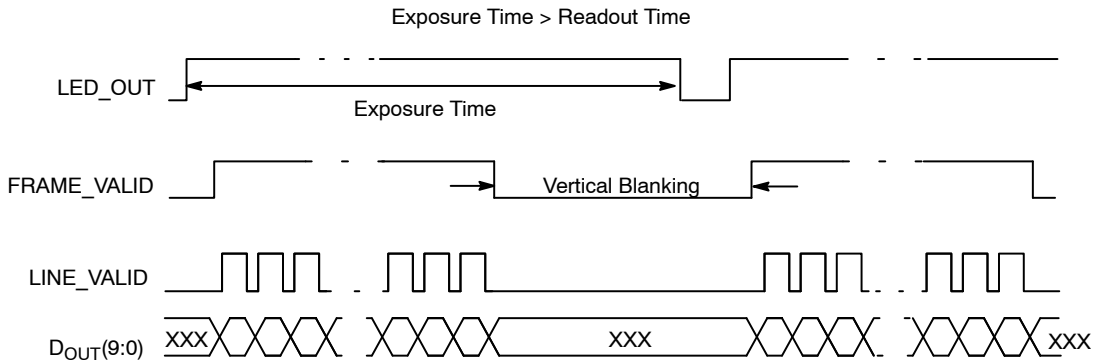 Exposure Time > Readout Time
LED_OUT
Exposure Time
FRAME_VALID
Vertical Blanking
LINE_VALID
DOUT(9:0)
XXX
XXX
XXX